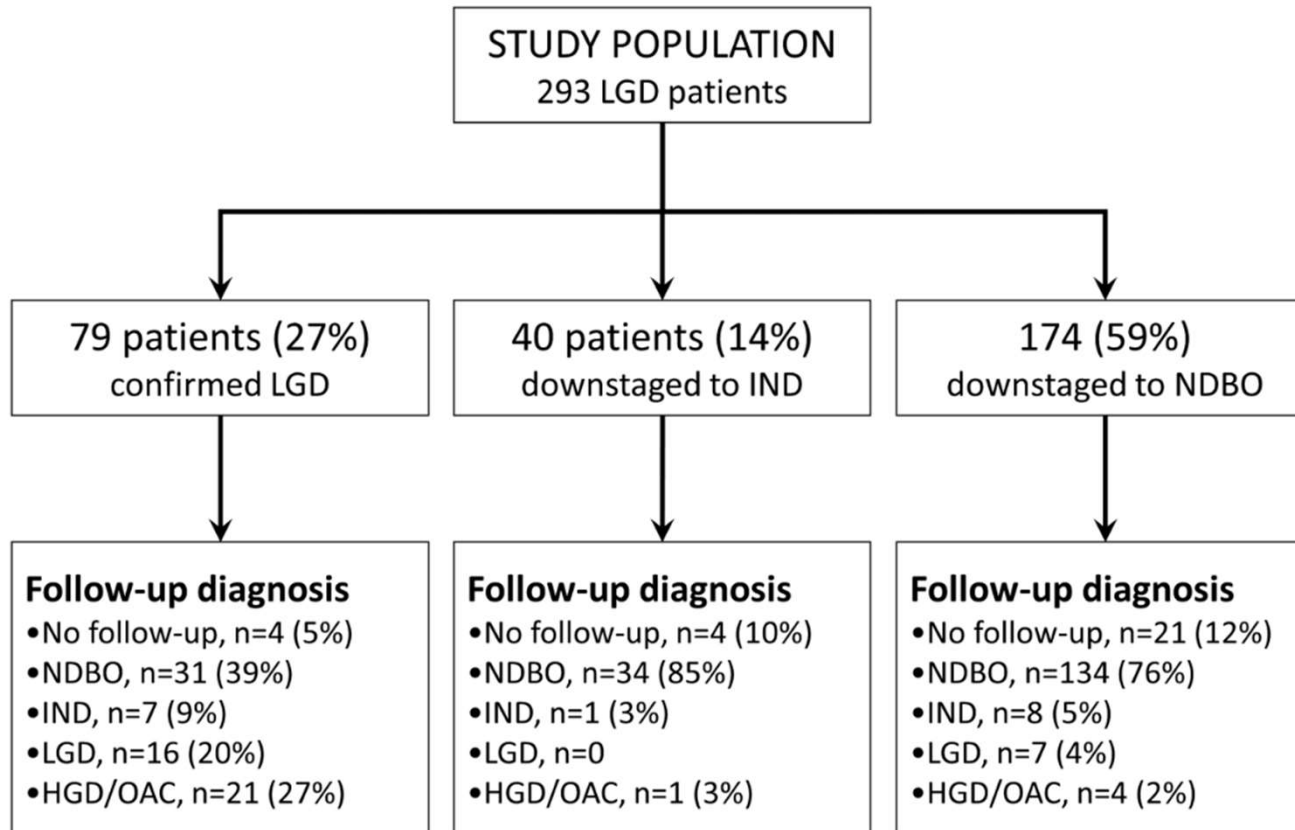 STUDY POPULATION
293 LGD patients
79 patients (27%)
confirmed LGD
40 patients (14%)
downstaged to IND
174 (59%)
downstaged to NDBO
Follow-up diagnosis
•No follow-up, n=4 (5%)
•NDBO, n=31 (39%)
•IND, n=7 (9%)
•LGD, n=16 (20%)
•HGD/OAC, n=21 (27%)
Follow-up diagnosis
•No follow-up, n=4 (10%)
•NDBO, n=34 (85%)
•IND, n=1 (3%)
•LGD, n=0
•HGD/OAC, n=1 (3%)
Follow-up diagnosis
•No follow-up, n=21 (12%)
•NDBO, n=134 (76%)
•IND, n=8 (5%)
•LGD, n=7 (4%)
•HGD/OAC, n=4 (2%)